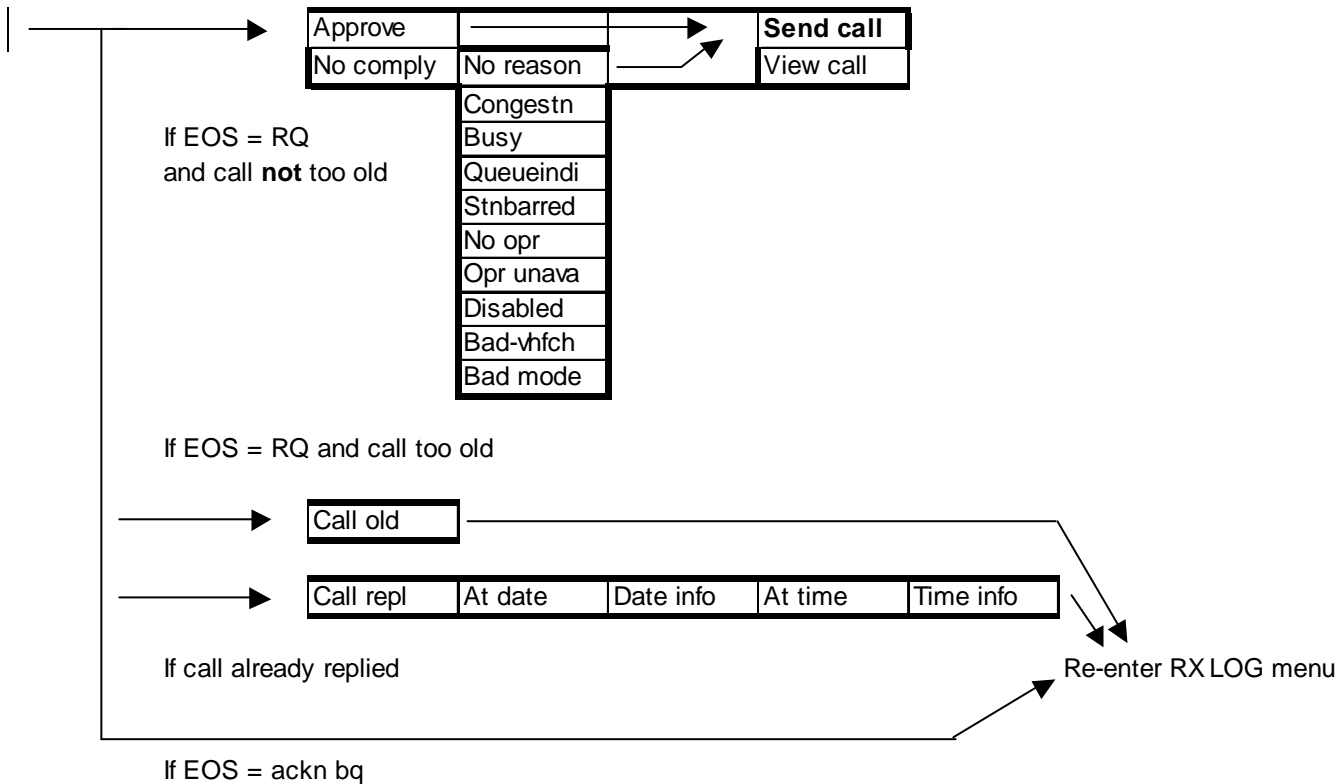 Approve Send call
No comply No reason View call
Congestn
If EOS = RQ Busy
and call not too old Queueindi
Stnbarred
No opr
Opr unava
Disabled
Bad-vhfch
Bad mode
If EOS = RQ and call too old
Call old
Call repl At date Date info At time Time info
If call already replied Re-enter RX LOG menu
If EOS = ackn bq